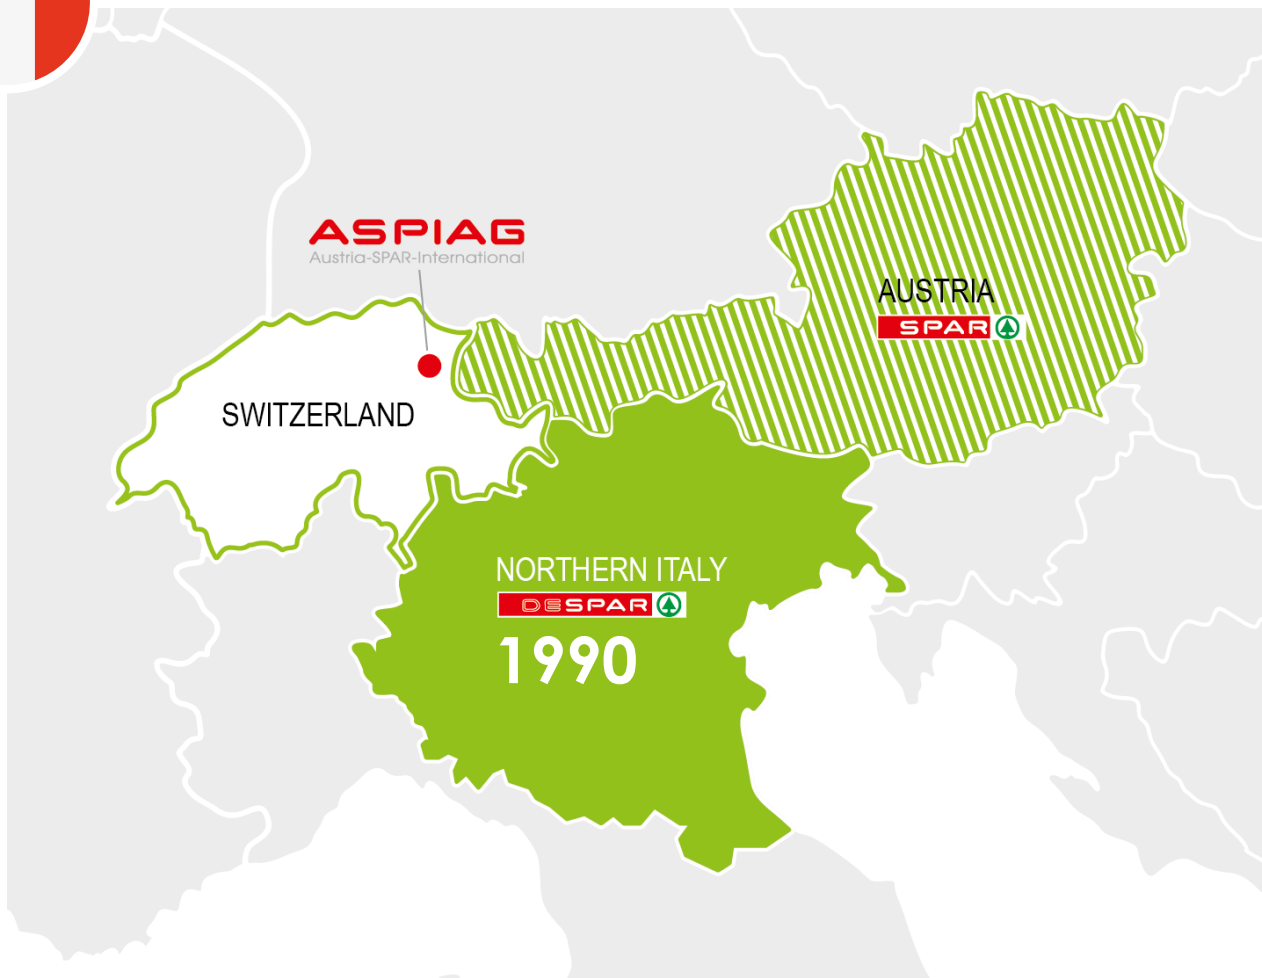 ASPIAG
Austria-SPAR-International
AUSTRIA
SPAR
SWITZERLAND
NORTHERN ITALY
DESPAR
1990